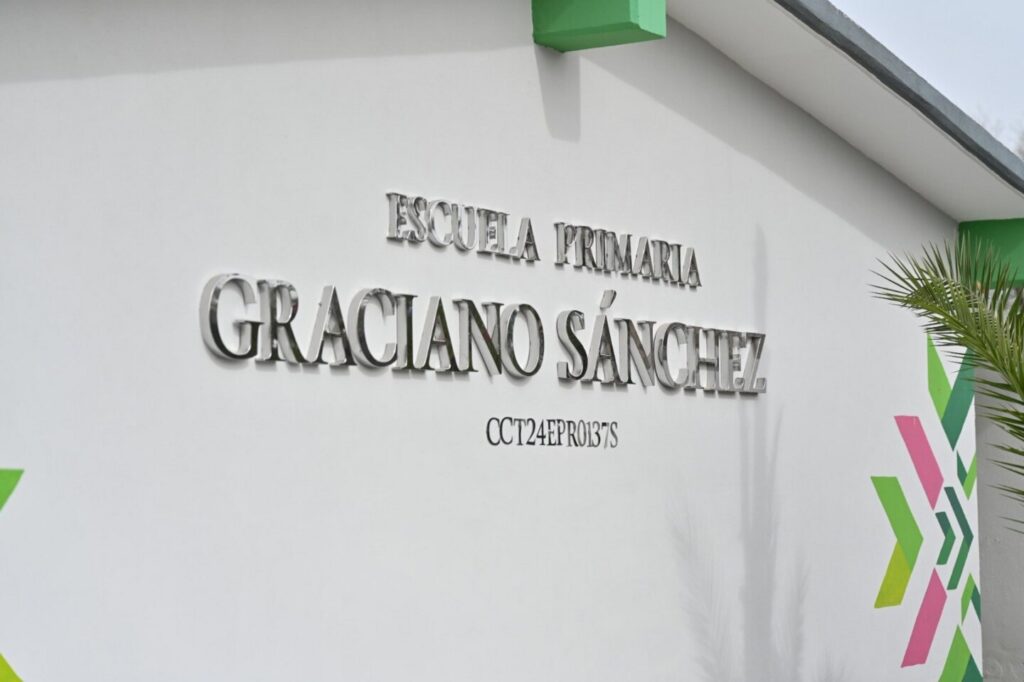 ESCUELA PRIMARIA
GRACIANO SÁNCHEZ
CCT24EPR0137S